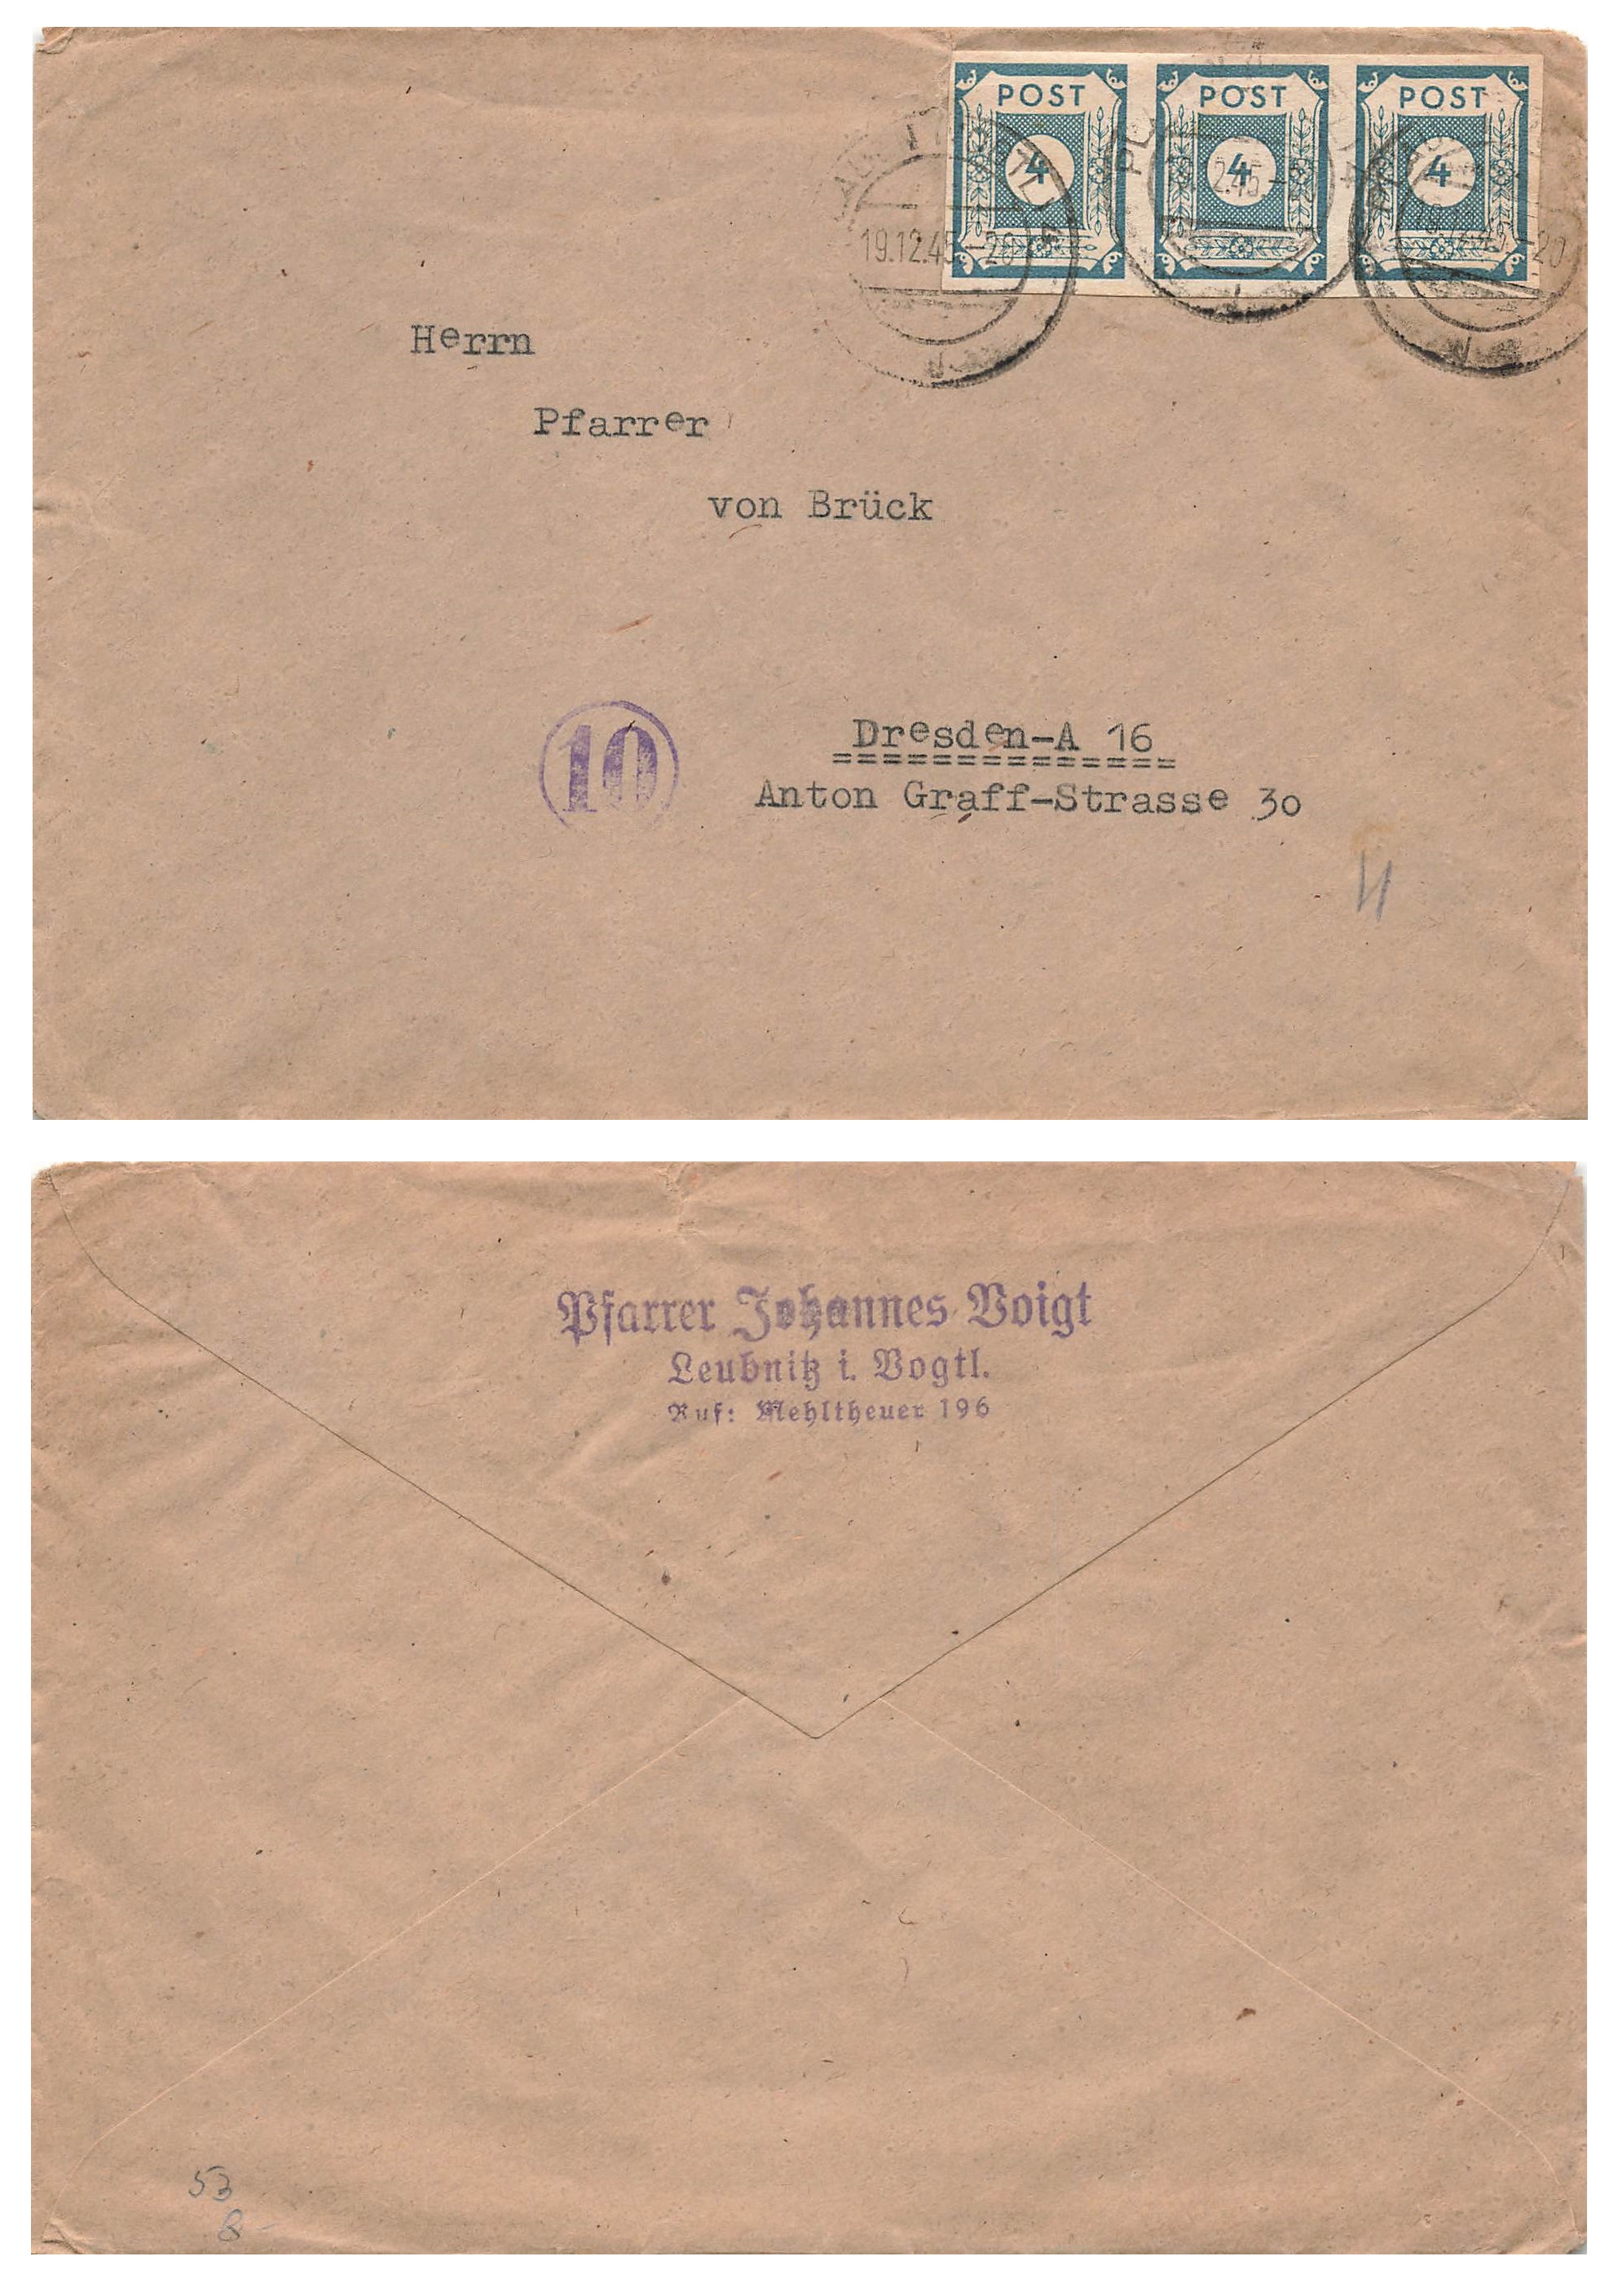 POST POST POST
4 4 4
19.12.45-20
Herrn
Pfarrer
von Brück
10
Dresden-A 16
==============
Anton Graff-Strasse 30
Pfarrer Johannes Voigt
Leubnitz i. Vogtl.
Ruf: Mehltheuer 196
53
8-